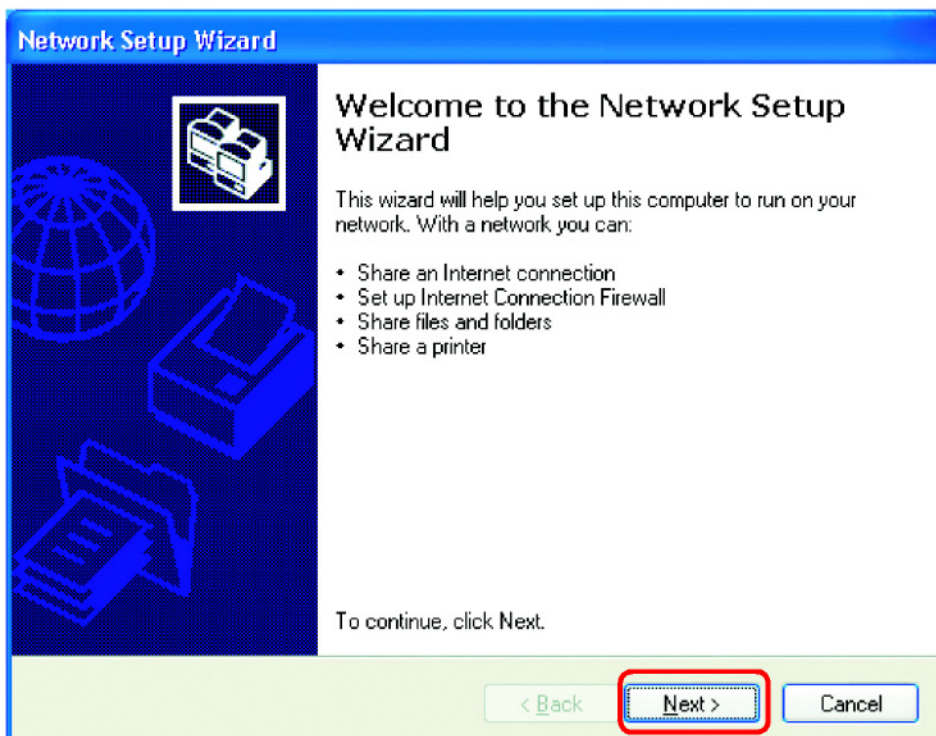 Network Setup Wizard
Welcome to the Network Setup
Wizard
This wizard will help you set up this computer to run on your
network. With a network you can:
• Share an Internet connection
• Set up Internet Connection Firewall
• Share files and folders
• Share a printer
To continue, click Next.
< Back Next > Cancel